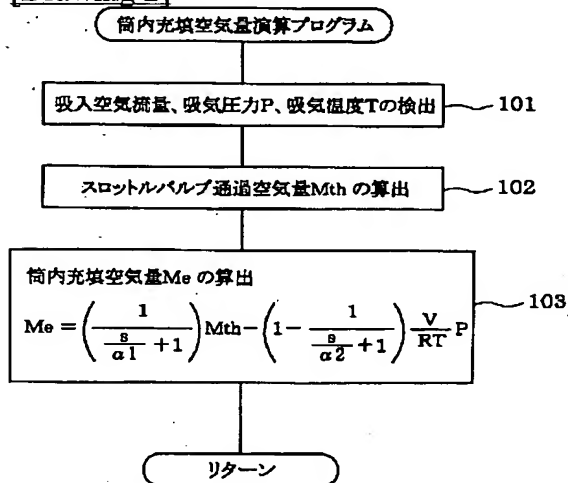 [Drawing 2]
筒内充填空気量演算プログラム
吸入空気流量、吸気圧力P、吸気温度Tの検出 101
スロットルバルブ通過空気量Mth の算出 102
筒内充填空気量Me の算出
Me = ( 1 / ( s/α1 + 1 ) ) Mth - ( 1 - 1 / ( s/α2 + 1 ) ) V/RT P 103
リターン